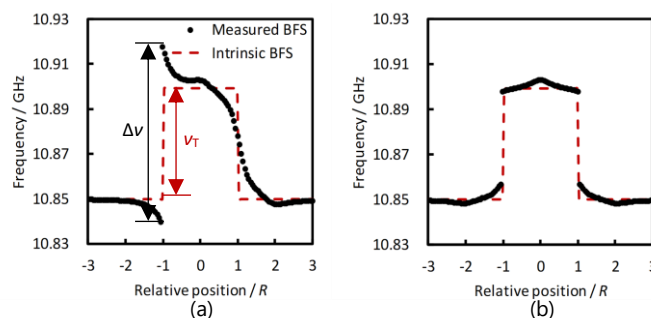 10.93
10.91
10.89
10.87
10.85
10.83
Frequency / GHz
Measured BFS
Intrinsic BFS
Δν
νT
-3 -2 -1 0 1 2 3
Relative position / R
(a)
10.93
10.91
10.89
10.87
10.85
10.83
Frequency / GHz
-3 -2 -1 0 1 2 3
Relative position / R
(b)